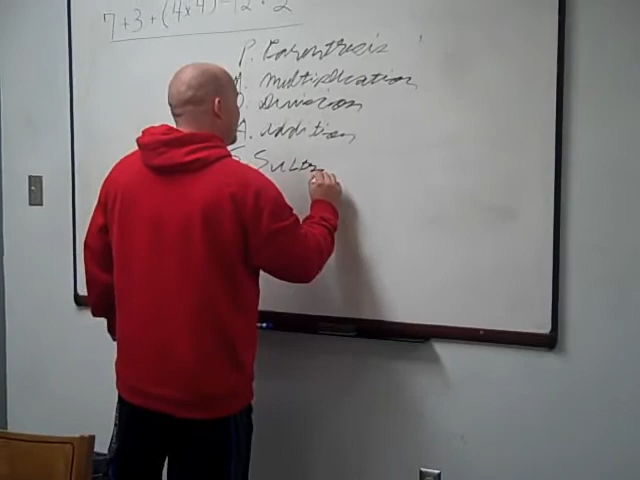 7+3+(4x4)-12÷2
P. Parenthesis
M. multiplication
D. Division
A. addition
S. Subtr